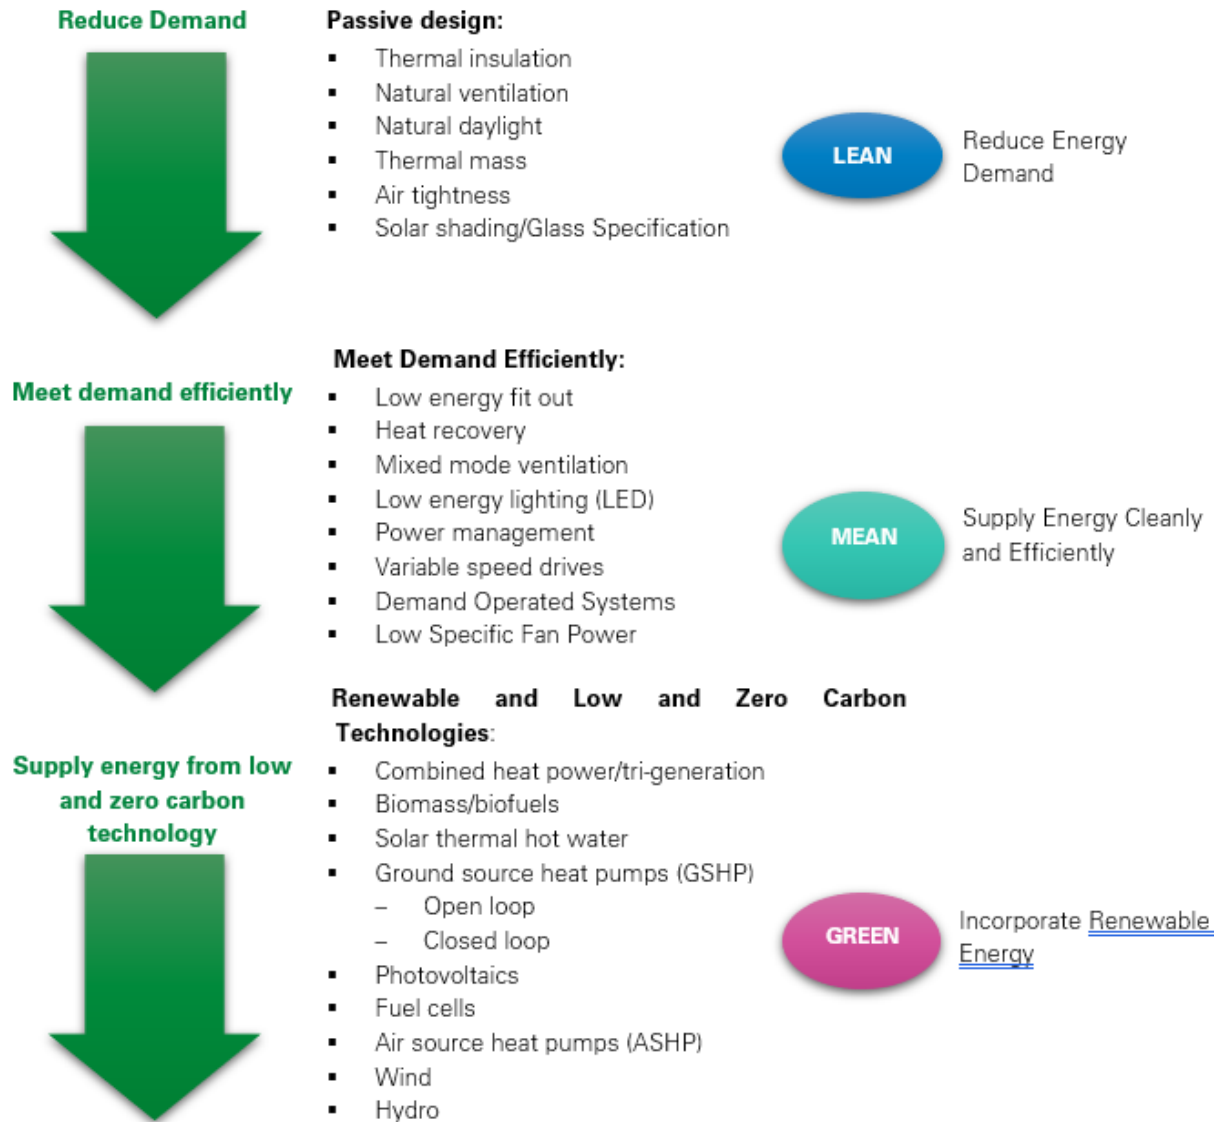 Reduce Demand
Passive design:
▪ Thermal insulation
▪ Natural ventilation
▪ Natural daylight
▪ Thermal mass
▪ Air tightness
▪ Solar shading/Glass Specification
LEAN
Reduce Energy
Demand
Meet demand efficiently
Meet Demand Efficiently:
▪ Low energy fit out
▪ Heat recovery
▪ Mixed mode ventilation
▪ Low energy lighting (LED)
▪ Power management
▪ Variable speed drives
▪ Demand Operated Systems
▪ Low Specific Fan Power
MEAN
Supply Energy Cleanly
and Efficiently
Supply energy from low
and zero carbon
technology
Renewable and Low and Zero Carbon
Technologies:
▪ Combined heat power/tri-generation
▪ Biomass/biofuels
▪ Solar thermal hot water
▪ Ground source heat pumps (GSHP)
– Open loop
– Closed loop
▪ Photovoltaics
▪ Fuel cells
▪ Air source heat pumps (ASHP)
▪ Wind
▪ Hydro
GREEN
Incorporate Renewable
Energy